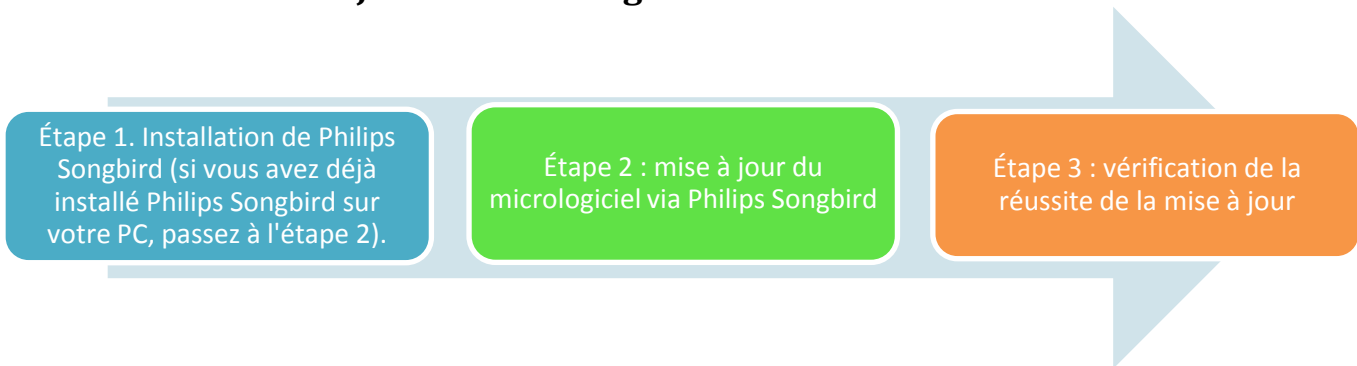 Étape 1. Installation de Philips
Songbird (si vous avez déjà
installé Philips Songbird sur
votre PC, passez à l'étape 2).
Étape 2 : mise à jour du
micrologiciel via Philips Songbird
Étape 3 : vérification de la
réussite de la mise à jour